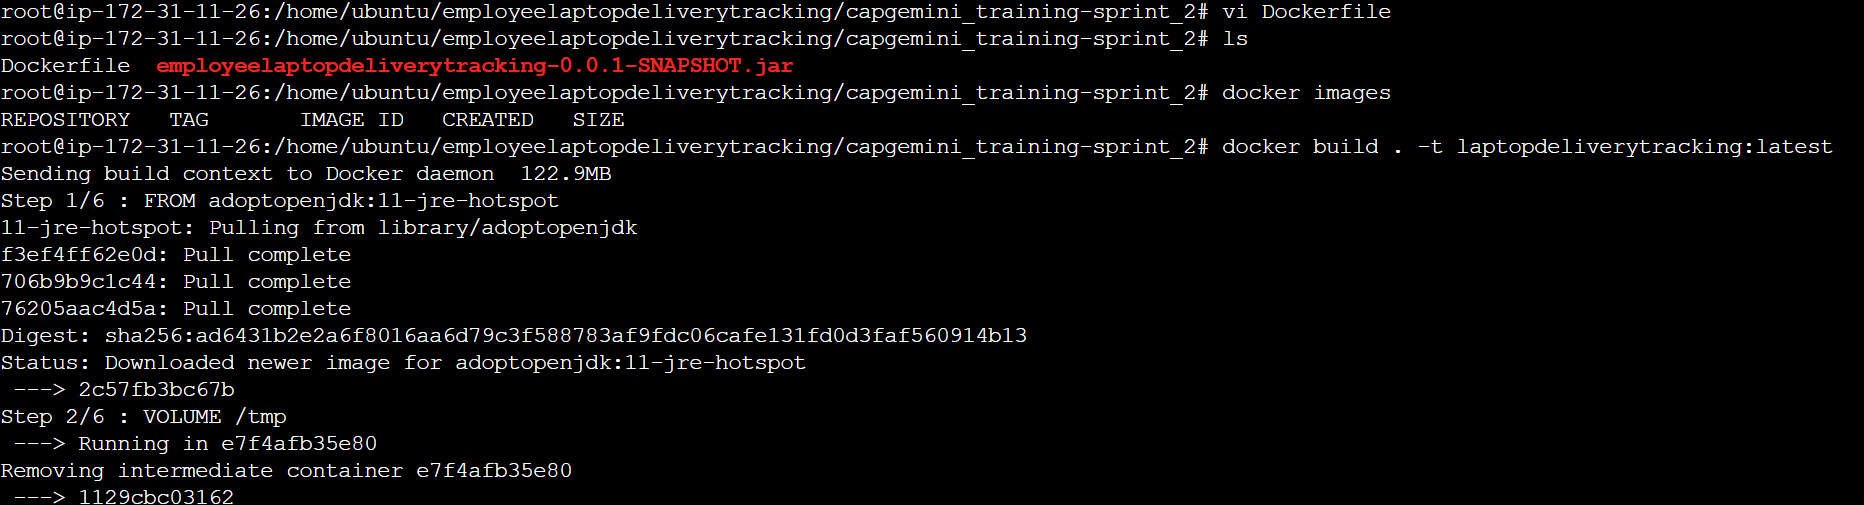 root@ip-172-31-11-26:/home/ubuntu/employeelaptopdeliverytracking/capgemini_training-sprint_2# vi Dockerfile
root@ip-172-31-11-26:/home/ubuntu/employeelaptopdeliverytracking/capgemini_training-sprint_2# ls
Dockerfile  employeelaptopdeliverytracking-0.0.1-SNAPSHOT.jar
root@ip-172-31-11-26:/home/ubuntu/employeelaptopdeliverytracking/capgemini_training-sprint_2# docker images
REPOSITORY   TAG       IMAGE ID   CREATED   SIZE
root@ip-172-31-11-26:/home/ubuntu/employeelaptopdeliverytracking/capgemini_training-sprint_2# docker build . -t laptopdeliverytracking:latest
Sending build context to Docker daemon  122.9MB
Step 1/6 : FROM adoptopenjdk:11-jre-hotspot
11-jre-hotspot: Pulling from library/adoptopenjdk
f3ef4ff62e0d: Pull complete
706b9b9c1c44: Pull complete
76205aac4d5a: Pull complete
Digest: sha256:ad6431b2e2a6f8016aa6d79c3f588783af9fdc06cafe131fd0d3faf560914b13
Status: Downloaded newer image for adoptopenjdk:11-jre-hotspot
 ---> 2c57fb3bc67b
Step 2/6 : VOLUME /tmp
 ---> Running in e7f4afb35e80
Removing intermediate container e7f4afb35e80
 ---> 1129cbc03162